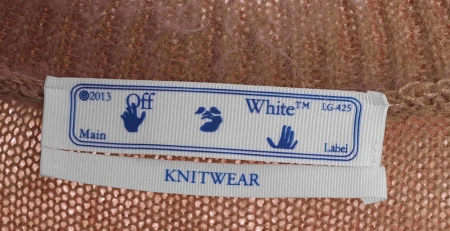 ©2013 Off White™ LG-425
Main Label
KNITWEAR